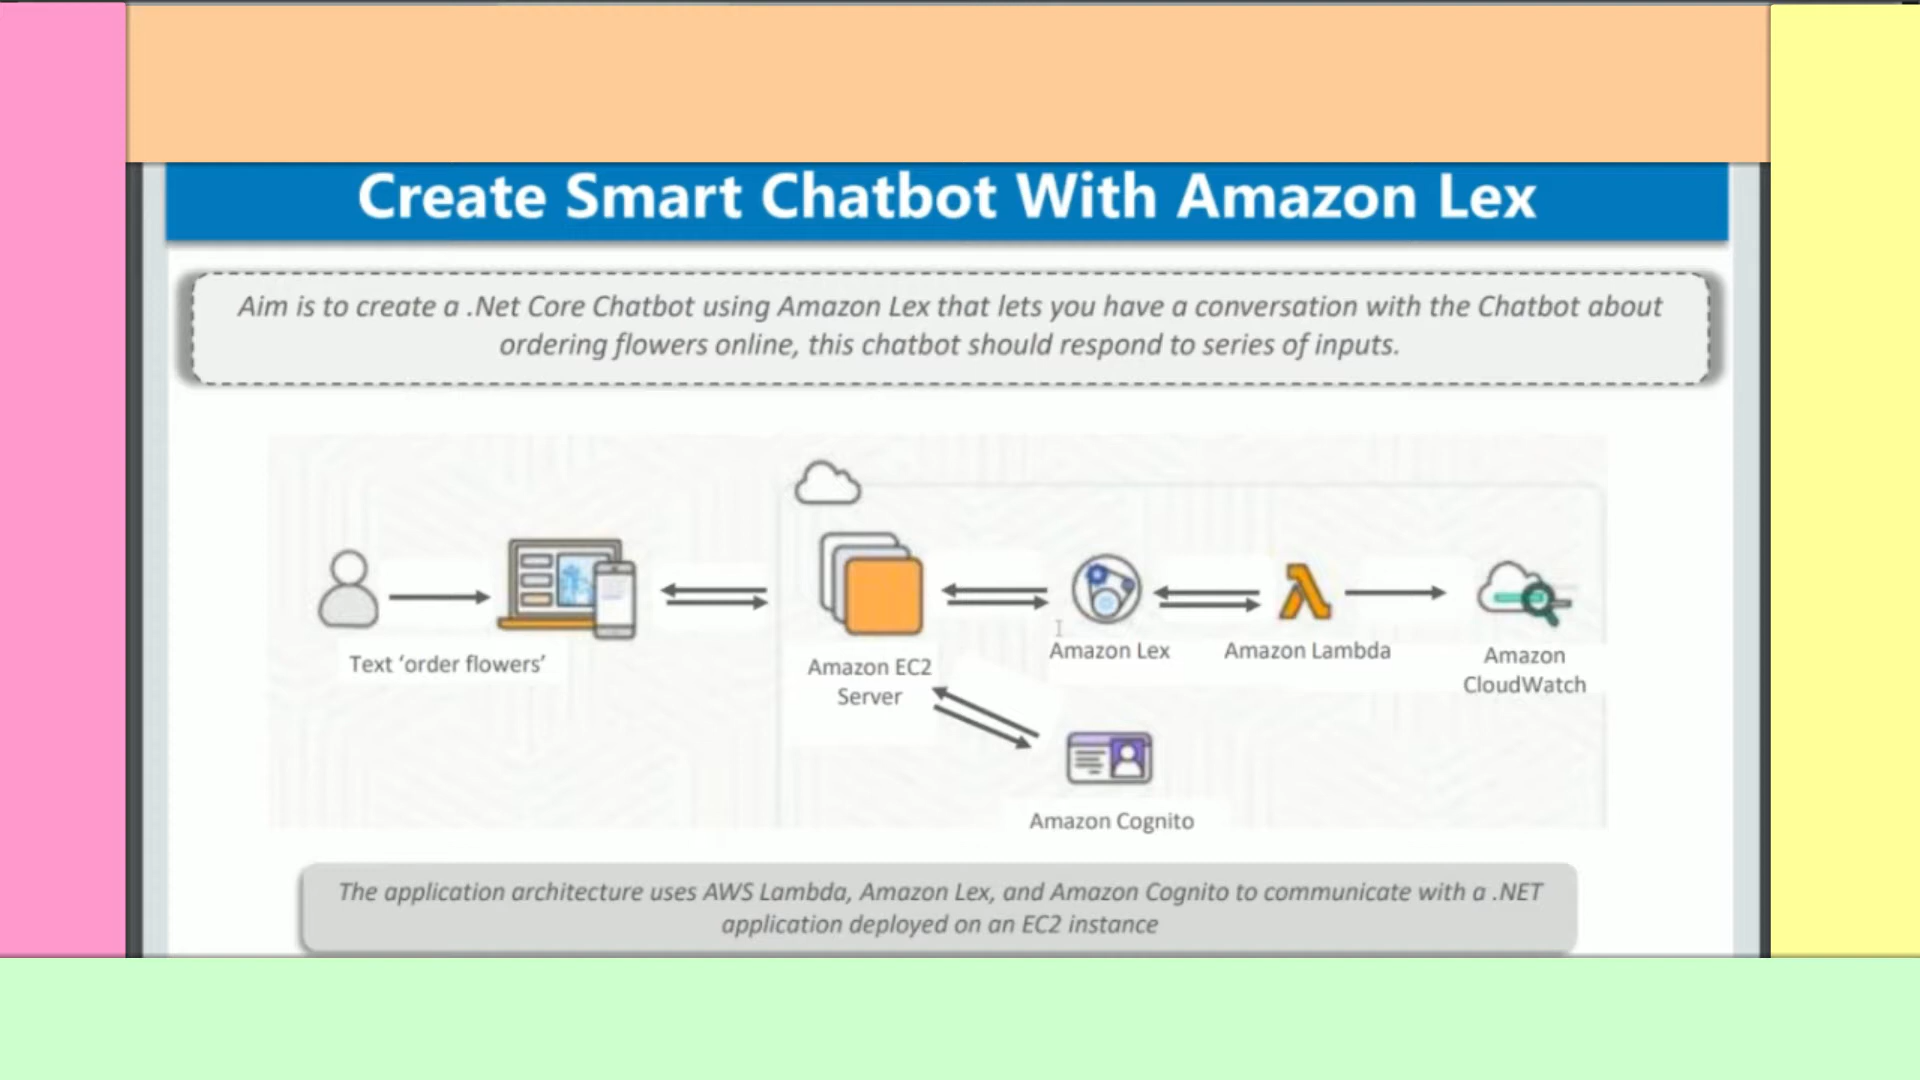 Create Smart Chatbot With Amazon Lex
Aim is to create a .Net Core Chatbot using Amazon Lex that lets you have a conversation with the Chatbot about
ordering flowers online, this chatbot should respond to series of inputs.
Text ‘order flowers’
Amazon EC2
Server
Amazon Lex
Amazon Lambda
Amazon
CloudWatch
Amazon Cognito
The application architecture uses AWS Lambda, Amazon Lex, and Amazon Cognito to communicate with a .NET
application deployed on an EC2 instance